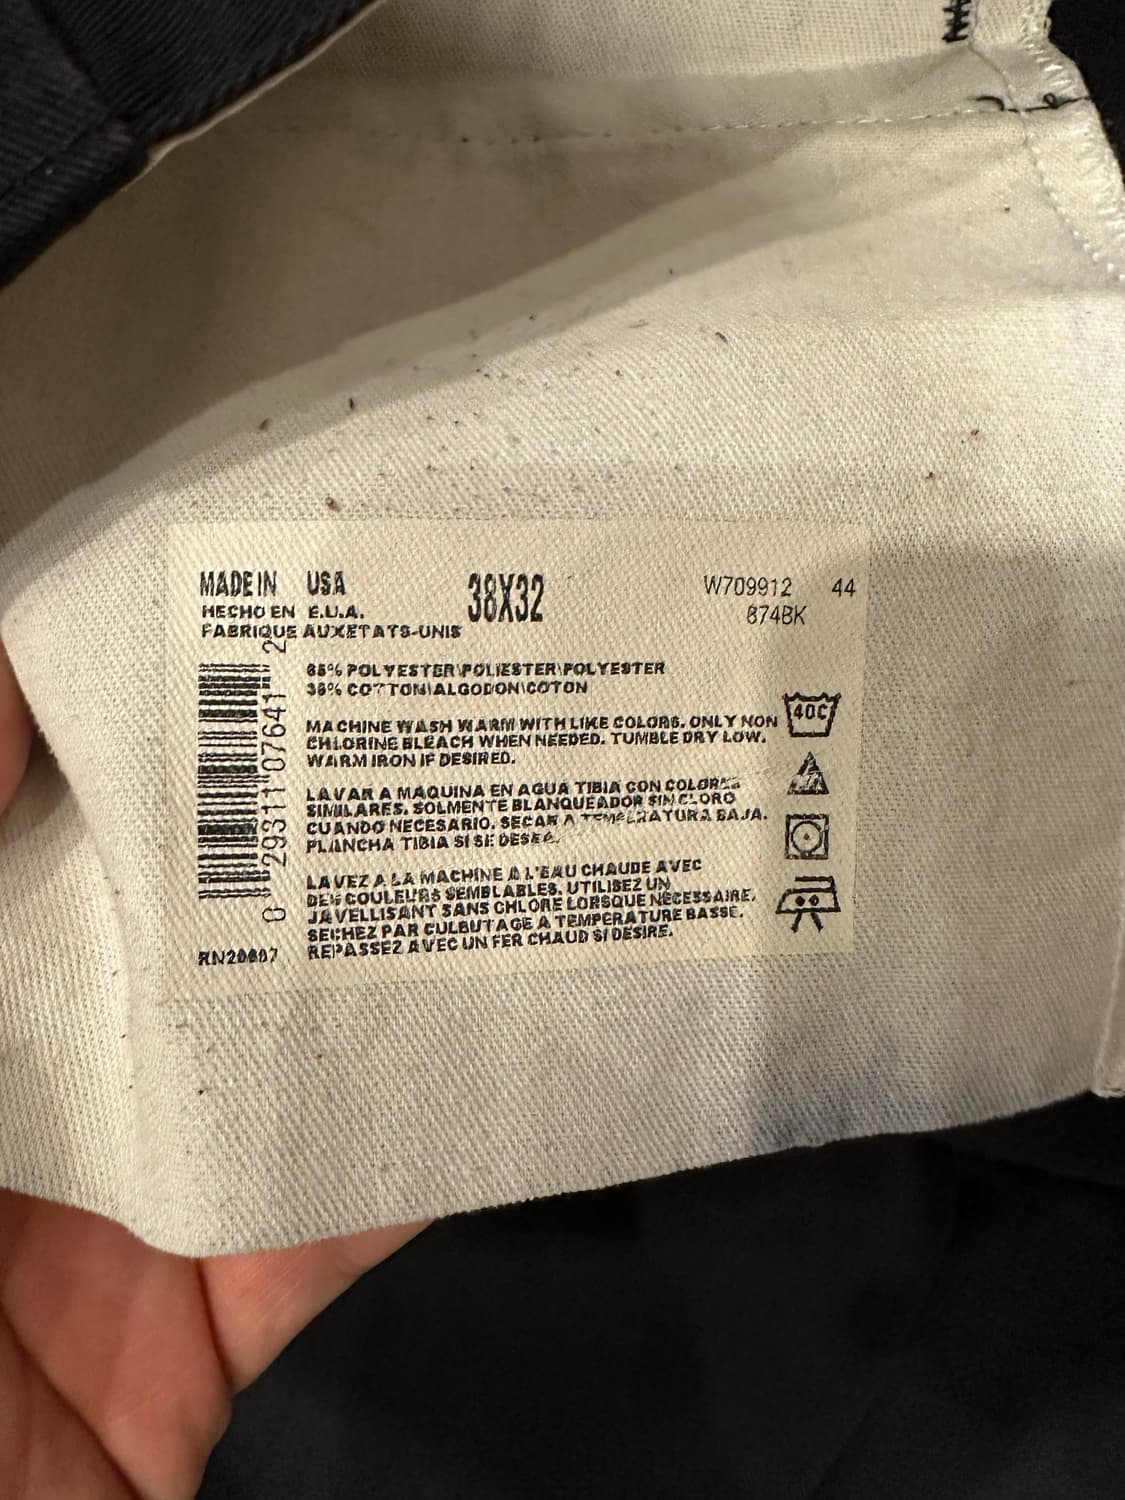 MADE IN USA
38X32
W709912 44
874BK
HECHO EN E.U.A.
FABRIQUE AUX ETATS-UNIS
65% POLYESTER\POLIESTER\POLYESTER
35% COTTON\ALGODON\COTON
MACHINE WASH WARM WITH LIKE COLORS. ONLY NON
CHLORINE BLEACH WHEN NEEDED. TUMBLE DRY LOW.
WARM IRON IF DESIRED.
40C
LAVAR A MAQUINA EN AGUA TIBIA CON COLORES
SIMILARES. SOLMENTE BLANQUEADOR SIN CLORO
CUANDO NECESARIO. SECAR A TEMPERATURA BAJA.
PLANCHA TIBIA SI SE DESEA.
LAVEZ A LA MACHINE A L'EAU CHAUDE AVEC
DES COULEURS SEMBLABLES. UTILISEZ UN
JAVELLISANT SANS CHLORE LORSQUE NECESSAIRE.
SECHEZ PAR CULBUTAGE A TEMPERATURE BASSE.
REPASSEZ AVEC UN FER CHAUD SI DESIRE.
0 29311 07641 2